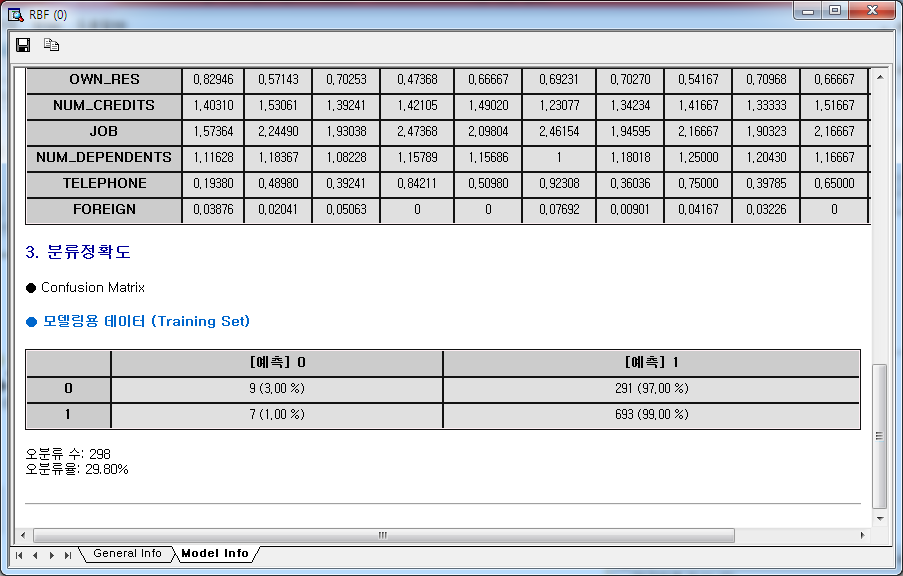 RBF (0)
OWN_RES 0,82946 0,57143 0,70253 0,47368 0,66667 0,69231 0,70270 0,54167 0,70968 0,66667
NUM_CREDITS 1,40310 1,53061 1,39241 1,42105 1,49020 1,23077 1,34234 1,41667 1,33333 1,51667
JOB 1,57364 2,24490 1,93038 2,47368 2,09804 2,46154 1,94595 2,16667 1,90323 2,16667
NUM_DEPENDENTS 1,11628 1,18367 1,08228 1,15789 1,15686 1 1,18018 1,25000 1,20430 1,16667
TELEPHONE 0,19380 0,48980 0,39241 0,84211 0,50980 0,92308 0,36036 0,75000 0,39785 0,65000
FOREIGN 0,03876 0,02041 0,05063 0 0 0,07692 0,00901 0,04167 0,03226 0
3. 분류정확도
● Confusion Matrix
● 모델링용 데이터 (Training Set)
[예측] 0 [예측] 1
0 9 (3,00 %) 291 (97,00 %)
1 7 (1,00 %) 693 (99,00 %)
오분류 수: 298
오분류율: 29.80%
General Info Model Info